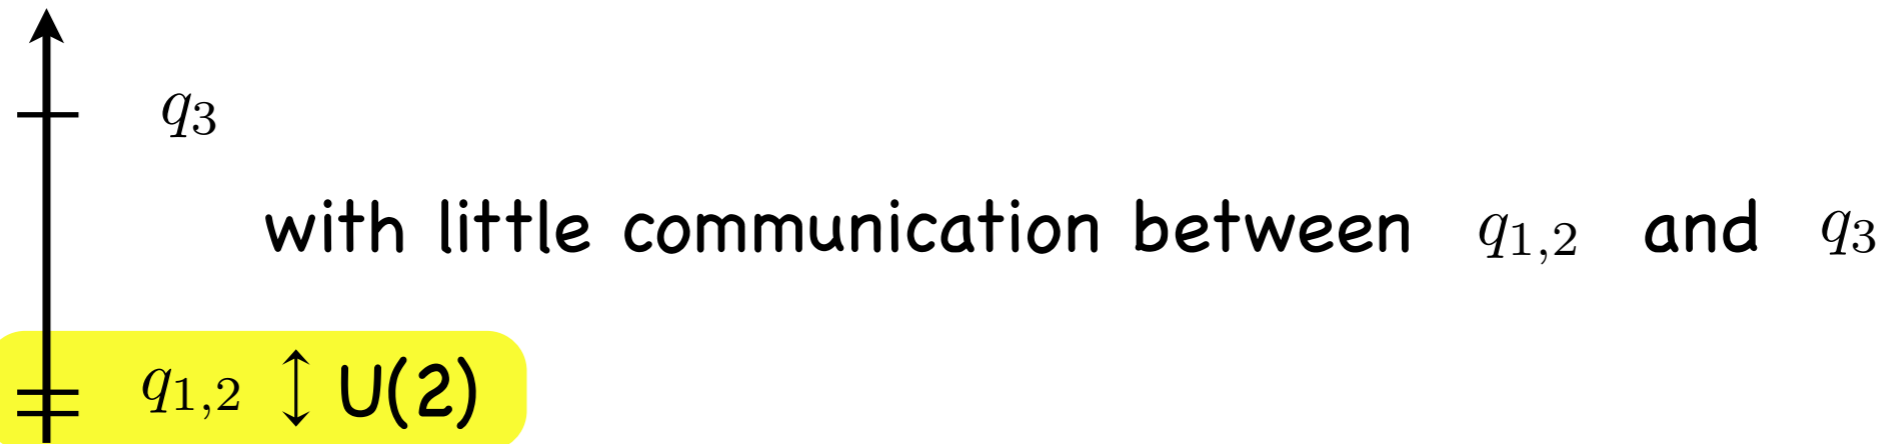 q3
with little communication between q1,2 and q3
q1,2 ↕ U(2)